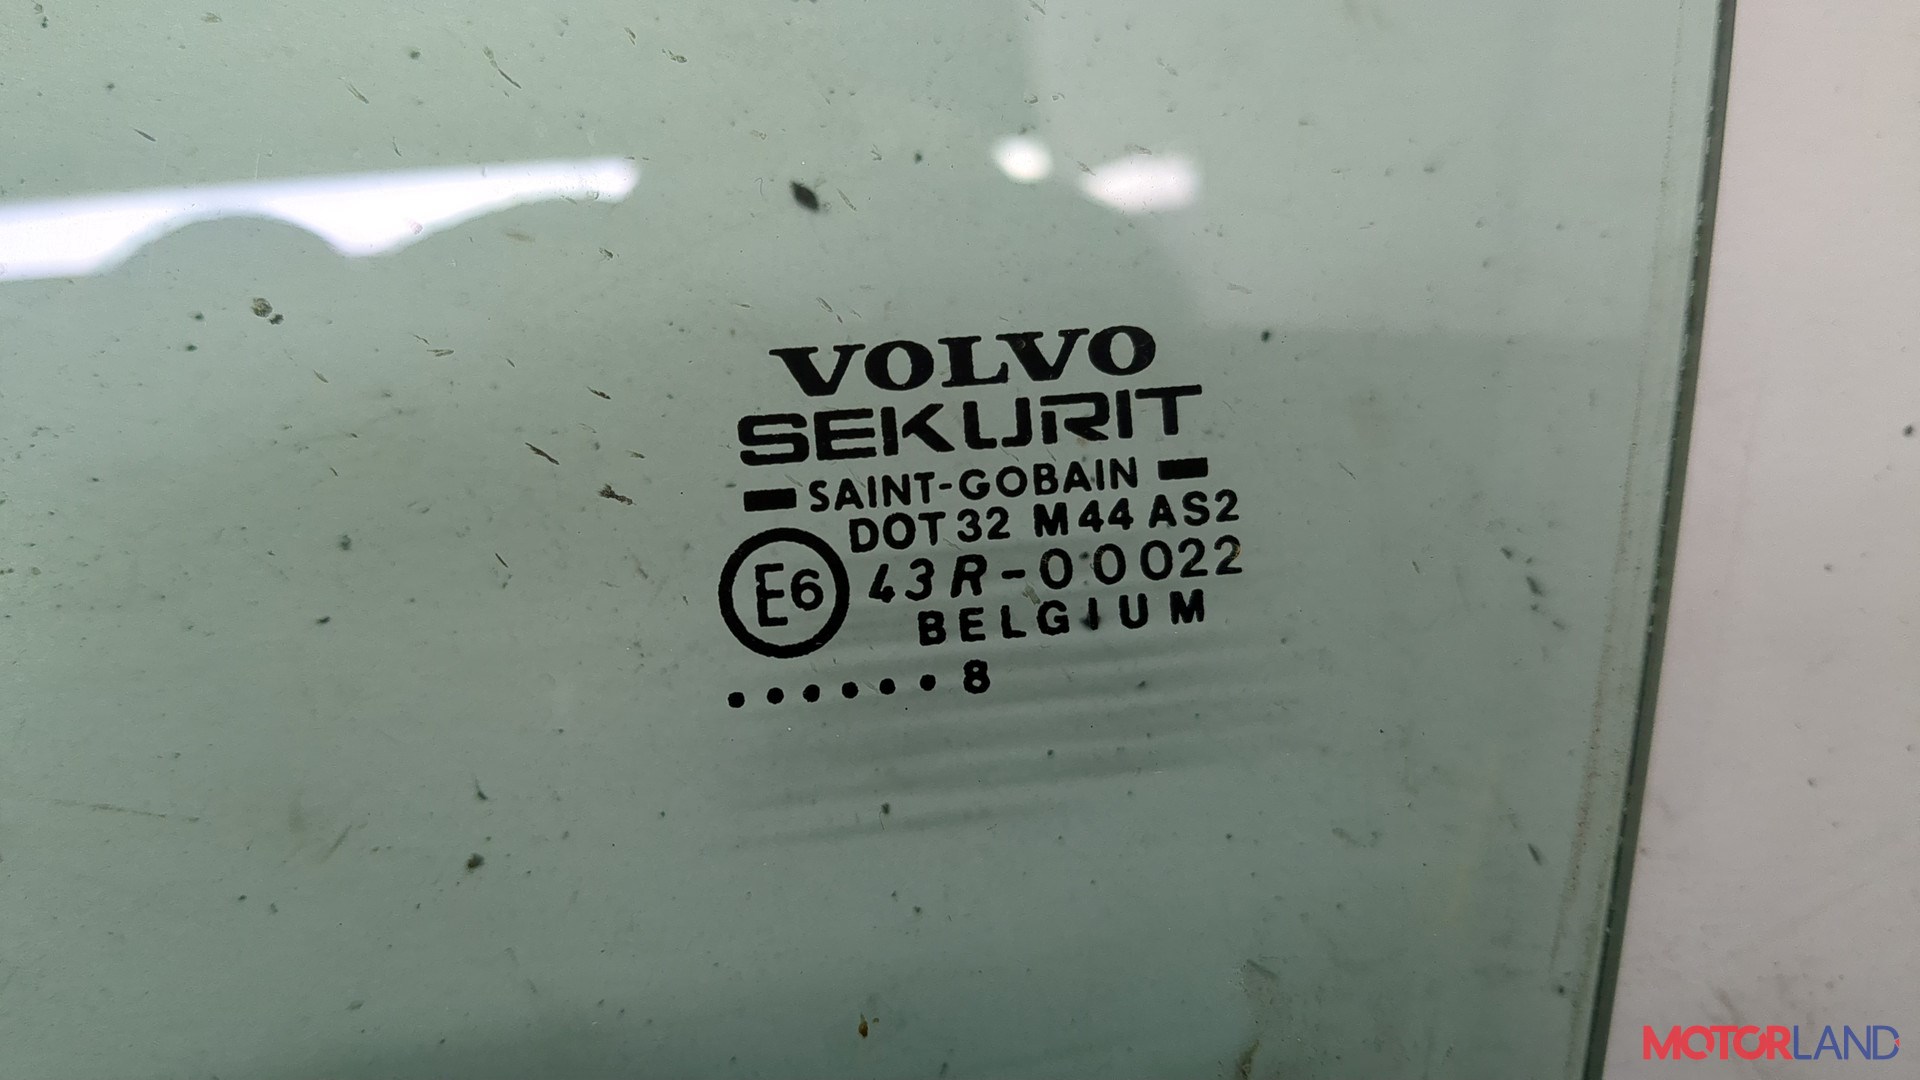 VOLVO
SEKURIT
SAINT-GOBAIN
DOT 32 M44 AS2
E6 43R-00022
BELGIUM
......8
MOTORLAND